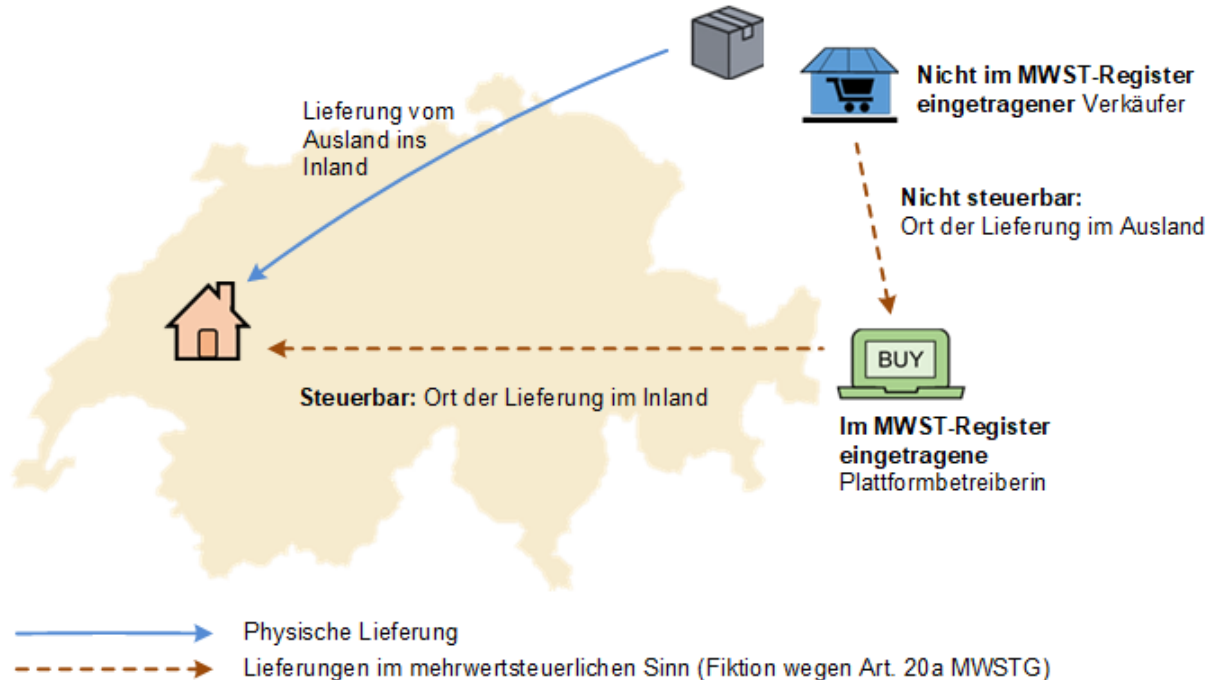 Nicht im MWST-Register
eingetragener Verkäufer
Lieferung vom
Ausland ins
Inland
Nicht steuerbar:
Ort der Lieferung im Ausland
BUY
Steuerbar: Ort der Lieferung im Inland
Im MWST-Register
eingetragene
Plattformbetreiberin
Physische Lieferung
Lieferungen im mehrwertsteuerlichen Sinn (Fiktion wegen Art. 20a MWSTG)